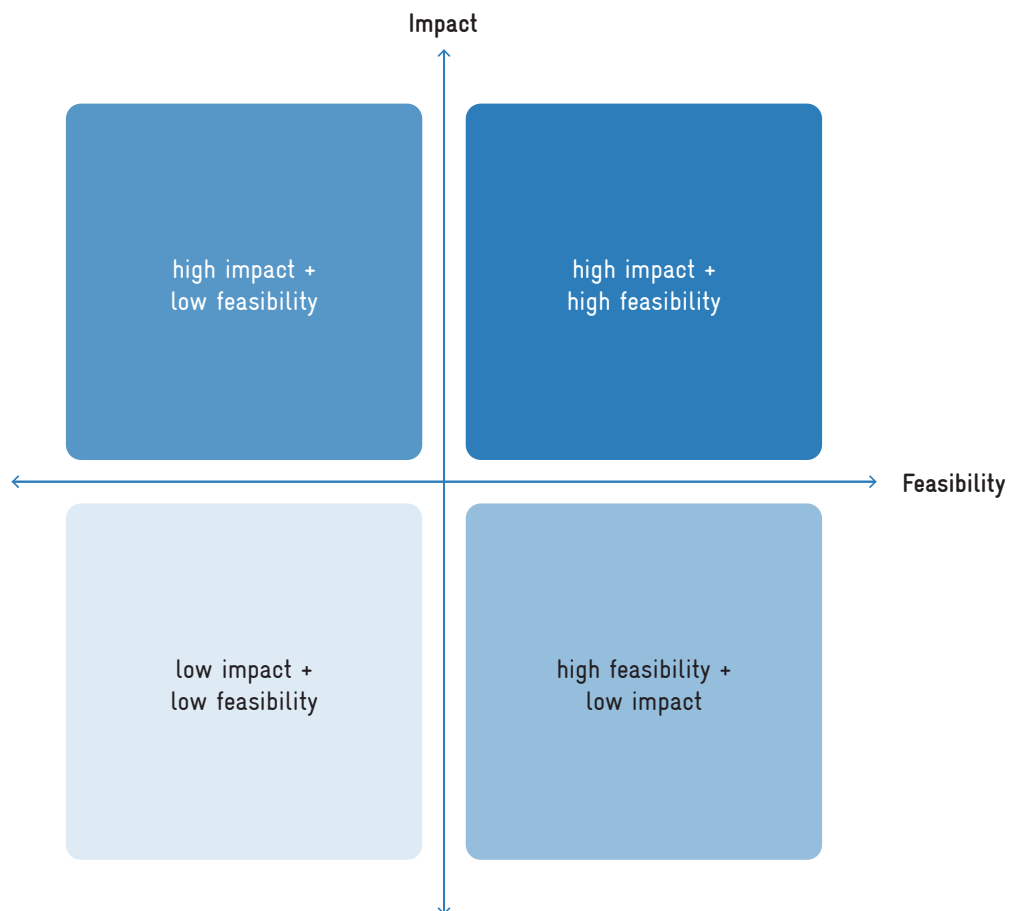 Impact
high impact +
low feasibility
high impact +
high feasibility
Feasibility
low impact +
low feasibility
high feasibility +
low impact